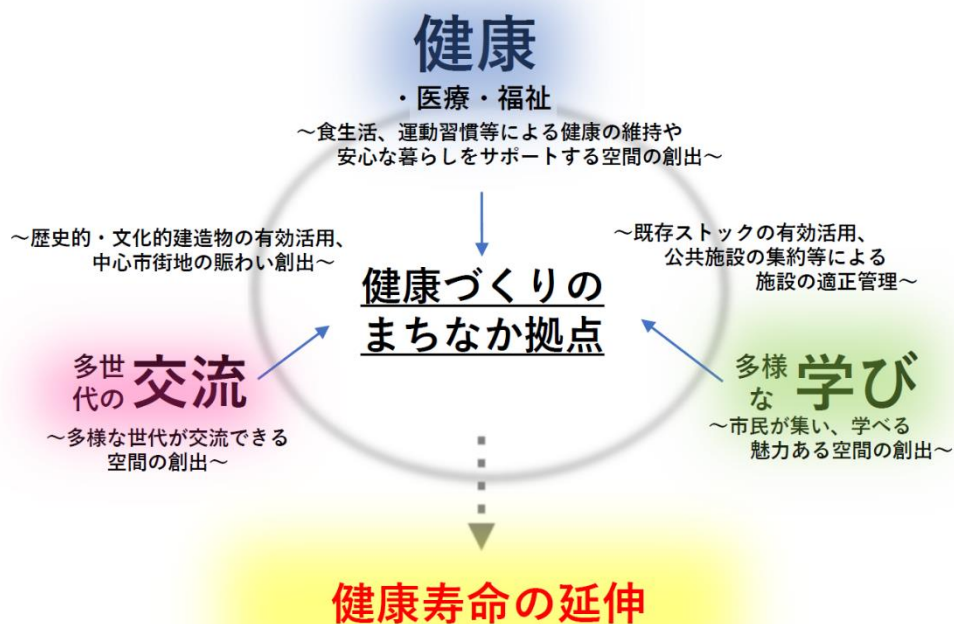 健康
・医療・福祉
～食生活、運動習慣等による健康の維持や
安心な暮らしをサポートする空間の創出～
～歴史的・文化的建造物の有効活用、
中心市街地の賑わい創出～
～既存ストックの有効活用、
公共施設の集約等による
施設の適正管理～
健康づくりの
まちなか拠点
多世代の交流
～多様な世代が交流できる
空間の創出～
多様な学び
～市民が集い、学べる
魅力ある空間の創出～
健康寿命の延伸